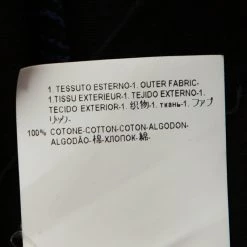 1. TESSUTO ESTERNO-1. OUTER FABRIC-
1.TISSU EXTERIEUR-1. TEJIDO EXTERNO-1.
TECIDO EXTERIOR-1. 织物-1. ткань-1. ファブ
リック-
100% COTONE-COTTON-COTON-ALGODON-
ALGODÃO-棉-ХЛОПОК-綿-